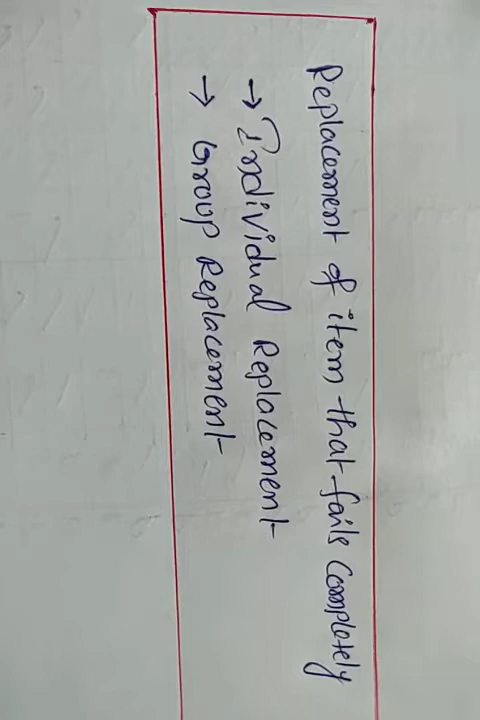 Replacement of item that fails completely
→ Individual Replacement
→ Group Replacement